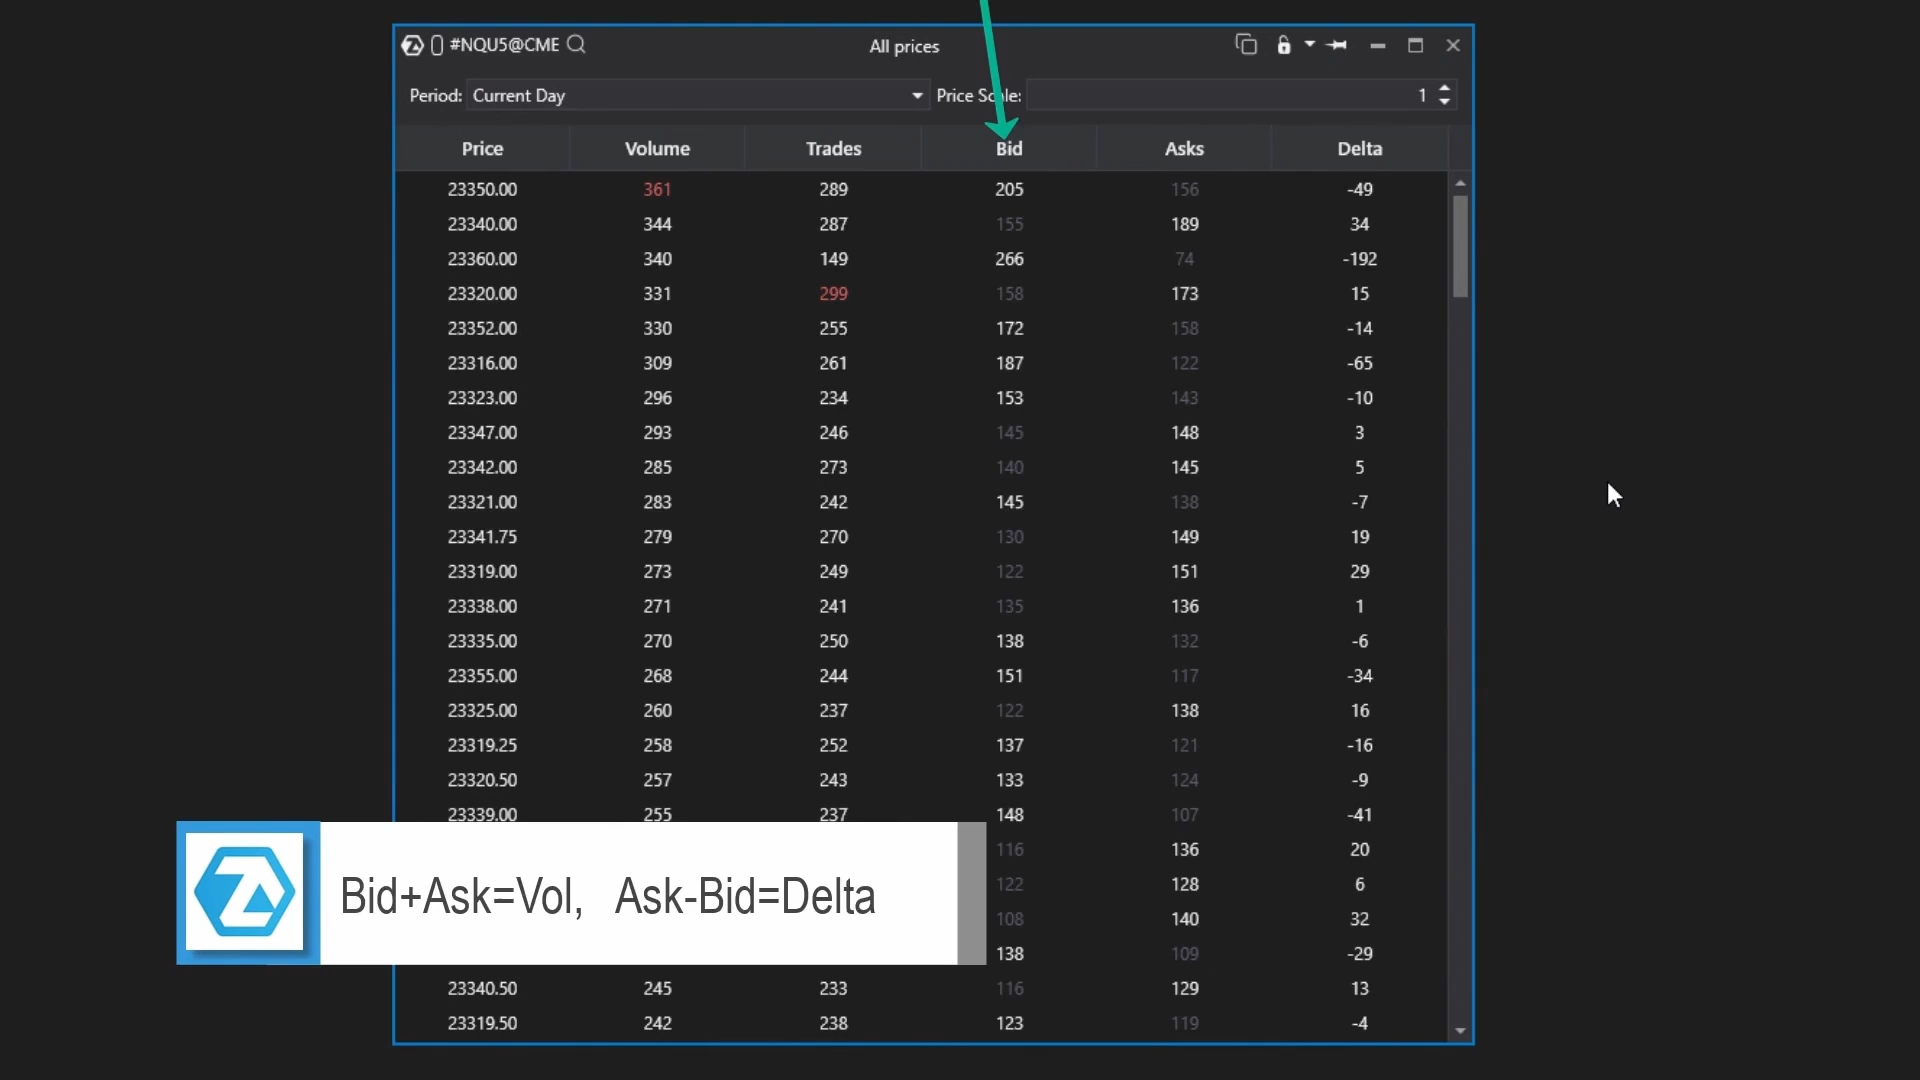 #NQU5@CME All prices
Period: Current Day Price Scale: 1
Price Volume Trades Bid Asks Delta
23350.00 361 289 205 156 -49
23340.00 344 287 155 189 34
23360.00 340 149 266 74 -192
23320.00 331 299 158 173 15
23352.00 330 255 172 158 -14
23316.00 309 261 187 122 -65
23323.00 296 234 153 143 -10
23347.00 293 246 145 148 3
23342.00 285 273 140 145 5
23321.00 283 242 145 138 -7
23341.75 279 270 130 149 19
23319.00 273 249 122 151 29
23338.00 271 241 135 136 1
23335.00 270 250 138 132 -6
23355.00 268 244 151 117 -34
23325.00 260 237 122 138 16
23319.25 258 252 137 121 -16
23320.50 257 243 133 124 -9
23339.00 255 237 148 107 -41
116 136 20
122 128 6
108 140 32
138 109 -29
23340.50 245 233 116 129 13
23319.50 242 238 123 119 -4
Bid+Ask=Vol, Ask-Bid=Delta